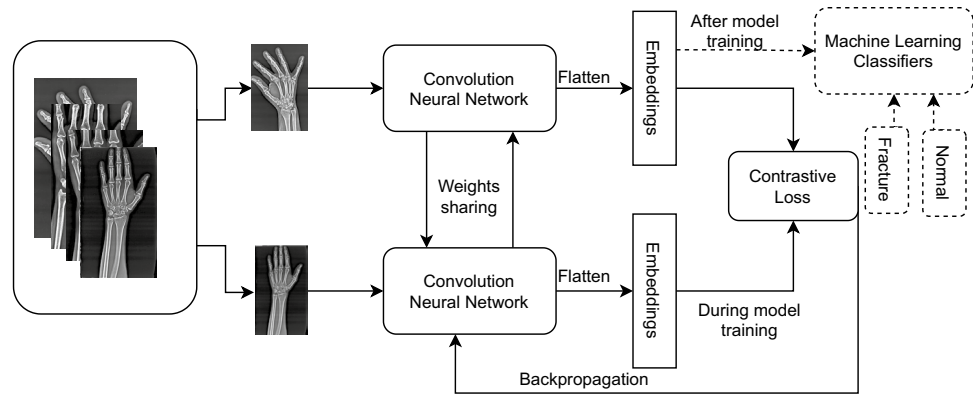 After model
training
Machine Learning
Classifiers
Convolution
Neural Network
Flatten
Embeddings
Fracture
Normal
Weights
sharing
Contrastive
Loss
Convolution
Neural Network
Flatten
Embeddings
During model
training
Backpropagation